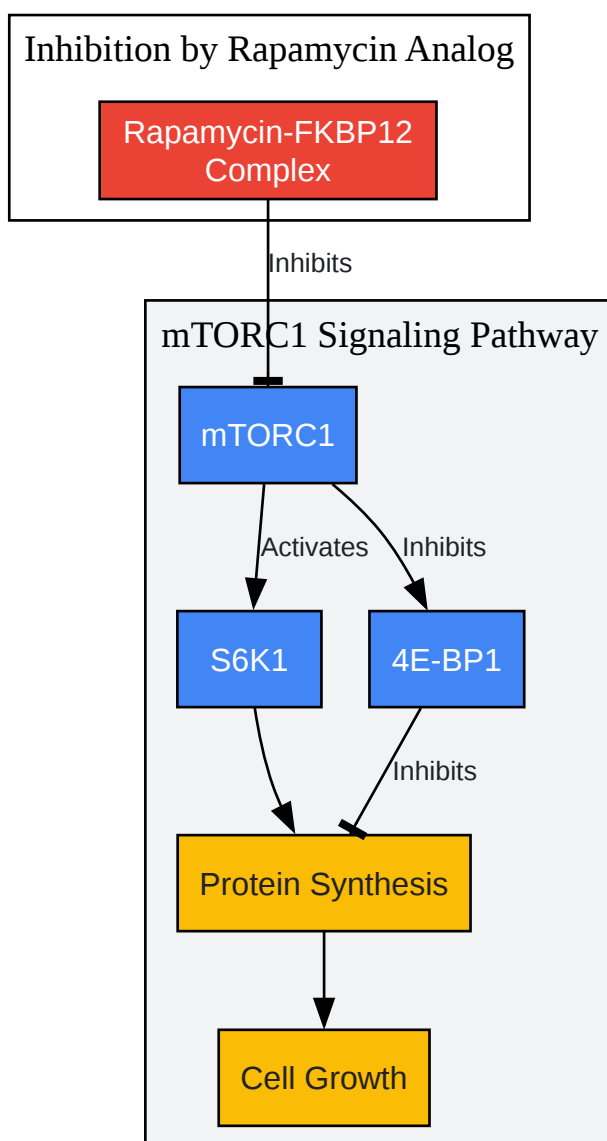 Inhibition by Rapamycin Analog
Rapamycin-FKBP12
Complex
Inhibits
mTORC1 Signaling Pathway
mTORC1
Activates
Inhibits
S6K1
4E-BP1
Inhibits
Protein Synthesis
Cell Growth